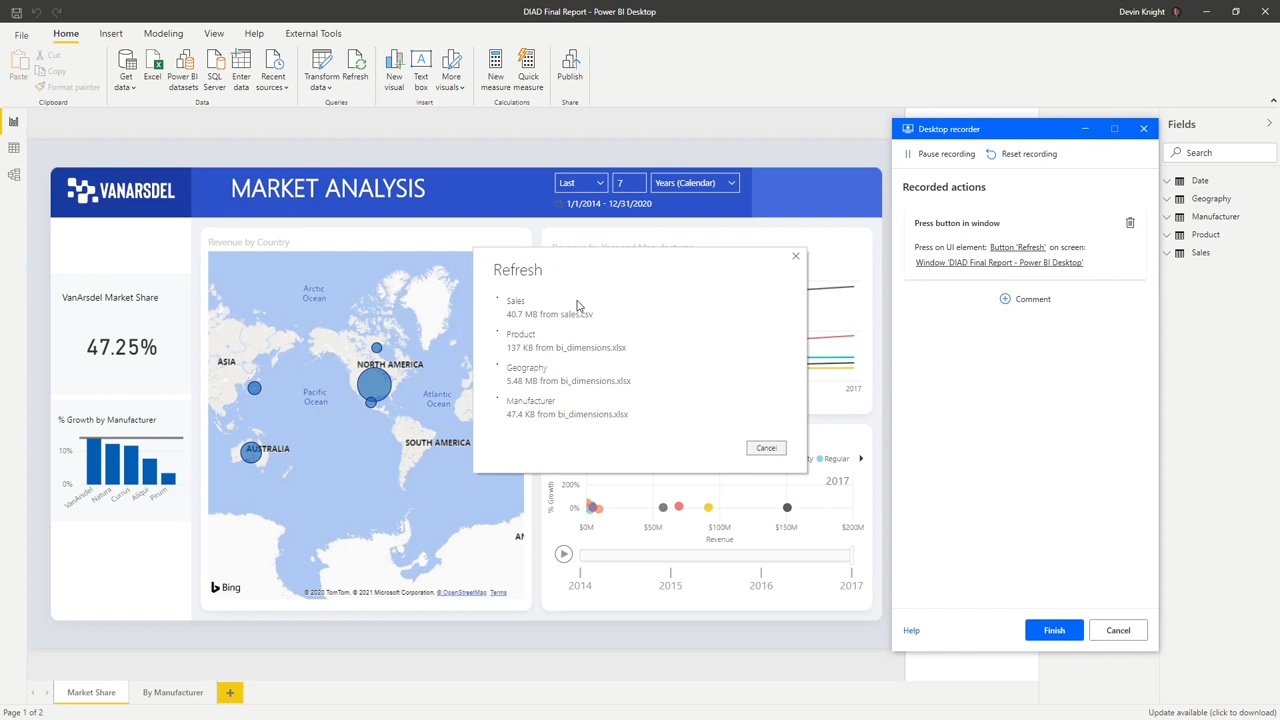 DIAD Final Report - Power BI Desktop
Devin Knight
File
Home
Insert
Modeling
View
Help
External Tools
Paste
Cut
Copy
Format painter
Clipboard
Get data
Excel
Power BI datasets
SQL Server
Enter data
Recent sources
Data
Transform data
Refresh
Queries
New visual
Text box
More visuals
Insert
New measure
Quick measure
Calculations
Publish
Share
VANARSDEL
MARKET ANALYSIS
Last
7
Years (Calendar)
1/1/2014 - 12/31/2020
VanArsdel Market Share
47.25%
% Growth by Manufacturer
10%
0%
VanArsdel
Natura
Currus
Aliqui
Pirum
Revenue by Country
Arctic Ocean
ASIA
NORTH AMERICA
Pacific Ocean
Atlantic Ocean
AUSTRALIA
SOUTH AMERICA
AN
Bing
© 2020 TomTom, © 2021 Microsoft Corporation, © OpenStreetMap Terms
Revenue by Year and Manufacturer
2017
Refresh
Sales
40.7 MB from sales.csv
Product
137 KB from bi_dimensions.xlsx
Geography
5.48 MB from bi_dimensions.xlsx
Manufacturer
47.4 KB from bi_dimensions.xlsx
Cancel
ty
Regular
2017
% Growth
200%
0%
$0M
$50M
$100M
$150M
$200M
Revenue
2014
2015
2016
2017
Desktop recorder
Pause recording
Reset recording
Recorded actions
Press button in window
Press on UI element: Button 'Refresh' on screen:
Window 'DIAD Final Report - Power BI Desktop'
Comment
Help
Finish
Cancel
Fields
Search
Date
Geography
Manufacturer
Product
Sales
Market Share
By Manufacturer
Page 1 of 2
Update available (click to download)